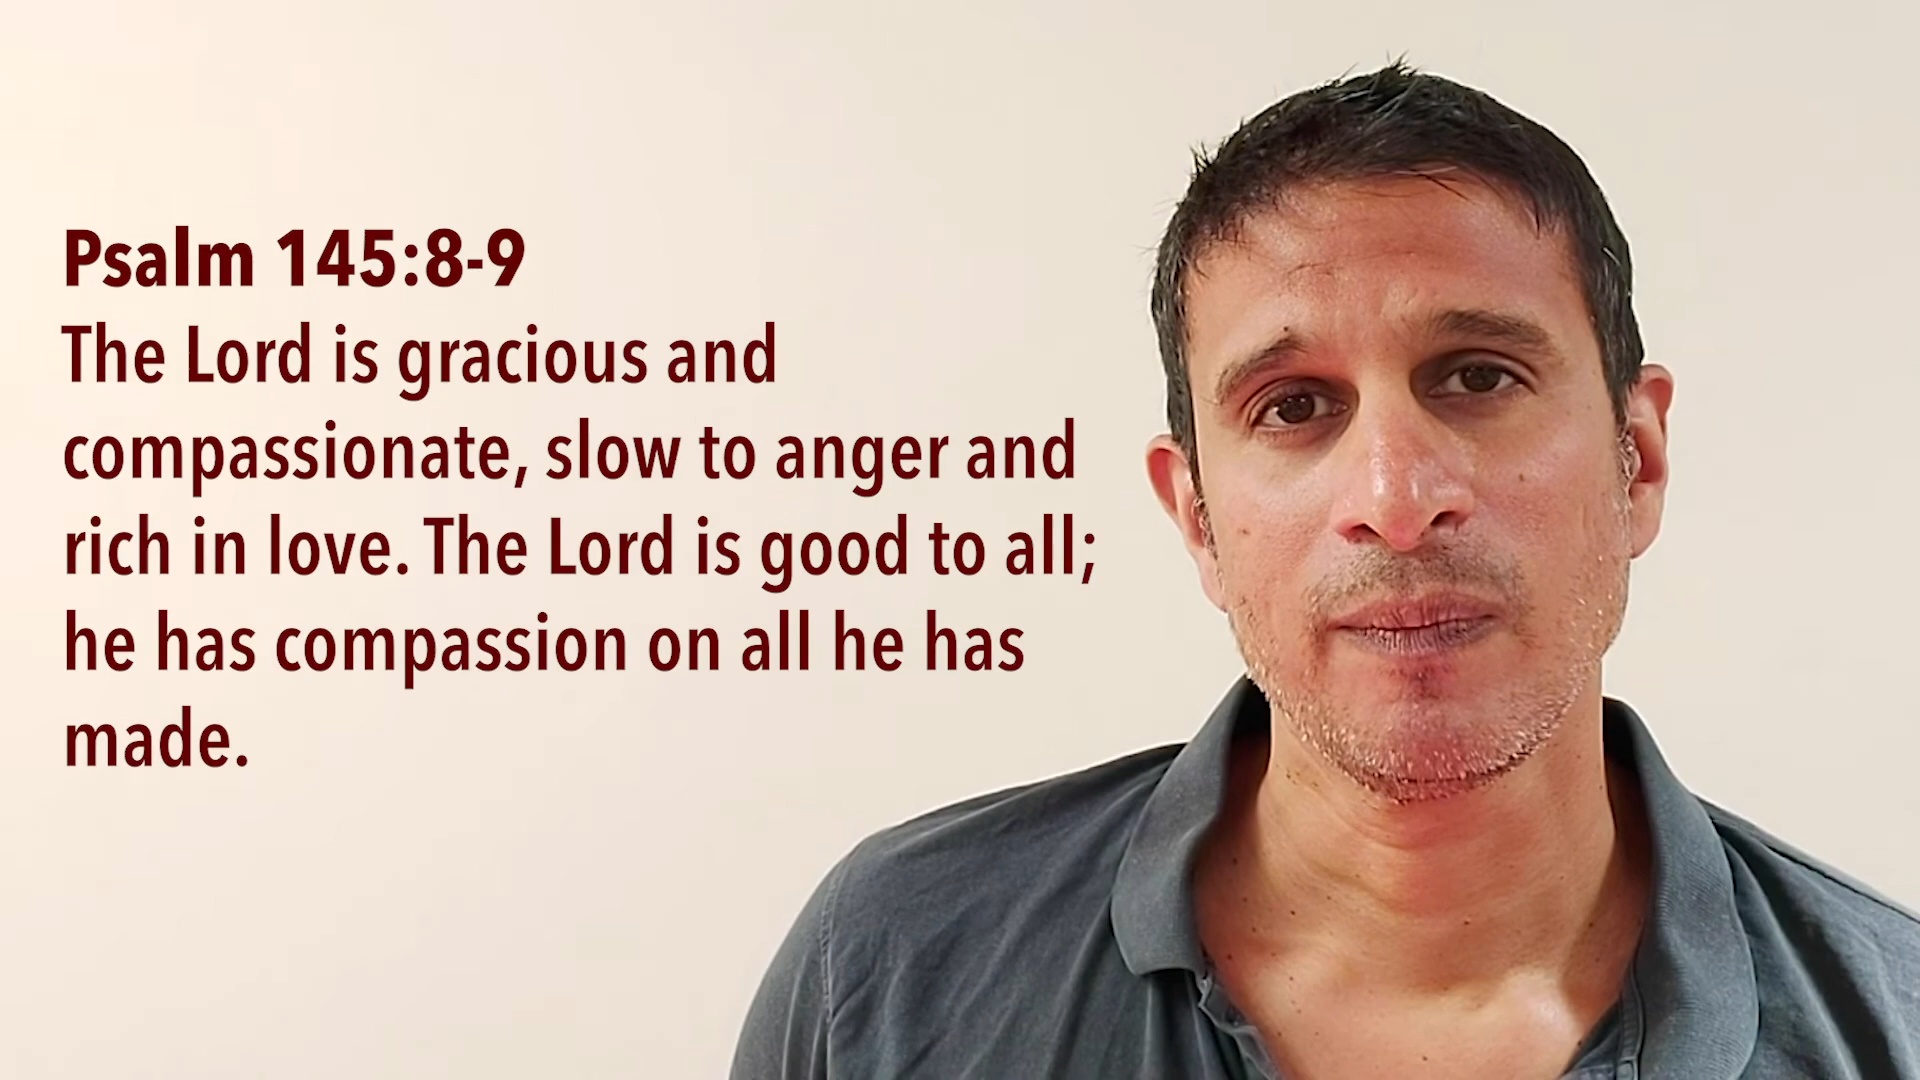 Psalm 145:8-9
The Lord is gracious and
compassionate, slow to anger and
rich in love. The Lord is good to all;
he has compassion on all he has
made.